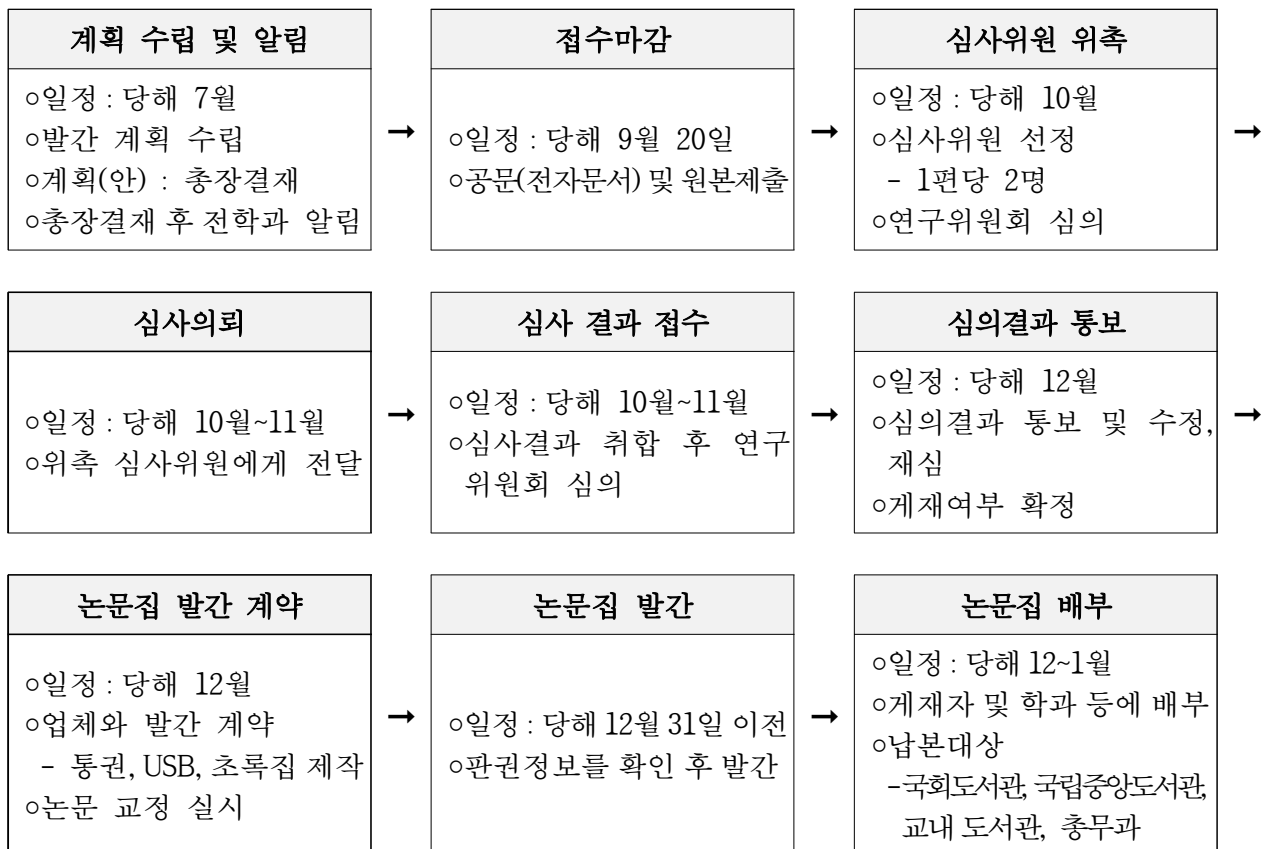 계획 수립 및 알림
○일정 : 당해 7월
○발간 계획 수립
○계획(안) : 총장결재
○총장결재 후 전학과 알림
➞
접수마감
○일정 : 당해 9월 20일
○공문(전자문서) 및 원본제출
➞
심사위원 위촉
○일정 : 당해 10월
○심사위원 선정
- 1편당 2명
○연구위원회 심의
➞
심사의뢰
○일정 : 당해 10월~11월
○위촉 심사위원에게 전달
➞
심사 결과 접수
○일정 : 당해 10월~11월
○심사결과 취합 후 연구
위원회 심의
➞
심의결과 통보
○일정 : 당해 12월
○심의결과 통보 및 수정,
재심
○게재여부 확정
➞
논문집 발간 계약
○일정 : 당해 12월
○업체와 발간 계약
- 통권, USB, 초록집 제작
○논문 교정 실시
➞
논문집 발간
○일정 : 당해 12월 31일 이전
○판권정보를 확인 후 발간
➞
논문집 배부
○일정 : 당해 12~1월
○게재자 및 학과 등에 배부
○납본대상
-국회도서관, 국립중앙도서관,
교내 도서관, 총무과